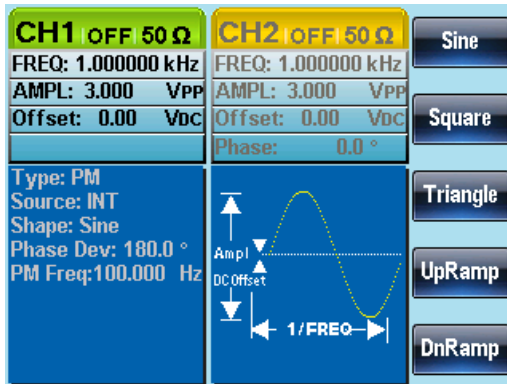 CH1 OFF 50 Ω
FREQ: 1.000000 kHz
AMPL: 3.000 VPP
Offset: 0.00 VDC
CH2 OFF 50 Ω
FREQ: 1.000000 kHz
AMPL: 3.000 VPP
Offset: 0.00 VDC
Phase: 0.0 °
Type: PM
Source: INT
Shape: Sine
Phase Dev: 180.0 °
PM Freq:100.000 Hz
Ampl
DC Offset
1/FREQ
Sine
Square
Triangle
UpRamp
DnRamp